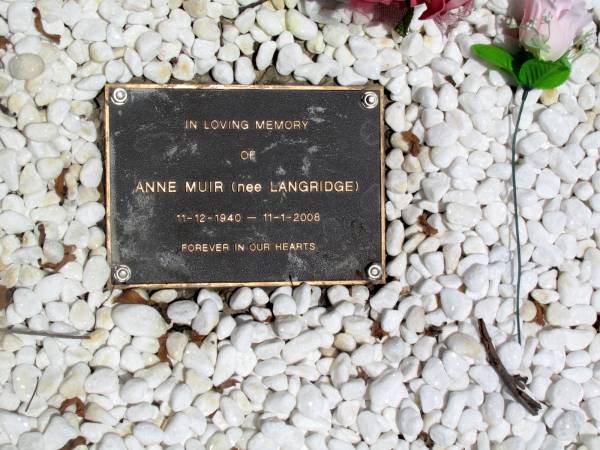 IN LOVING MEMORY
OF
ANNE MUIR (nee LANGRIDGE)
11-12-1940 — 11-1-2008
FOREVER IN OUR HEARTS